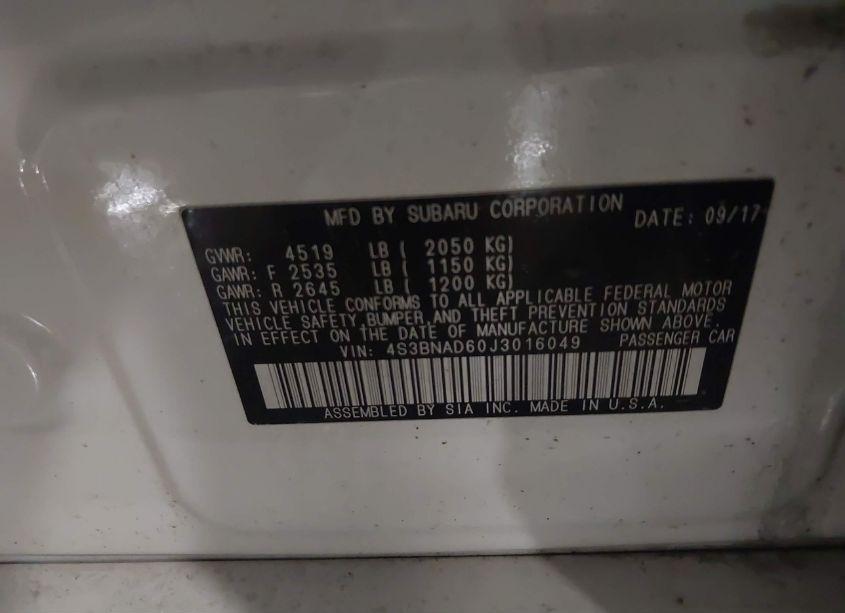 MFD BY SUBARU CORPORATION DATE: 09/17
GVWR: 4519 LB ( 2050 KG)
GAWR: F 2535 LB ( 1150 KG)
GAWR: R 2645 LB ( 1200 KG)
THIS VEHICLE CONFORMS TO ALL APPLICABLE FEDERAL MOTOR
VEHICLE SAFETY,BUMPER,AND THEFT PREVENTION STANDARDS
IN EFFECT ON THE DATE OF MANUFACTURE SHOWN ABOVE.
VIN: 4S3BNAD60J3016049 PASSENGER CAR
ASSEMBLED BY SIA INC. MADE IN U.S.A.